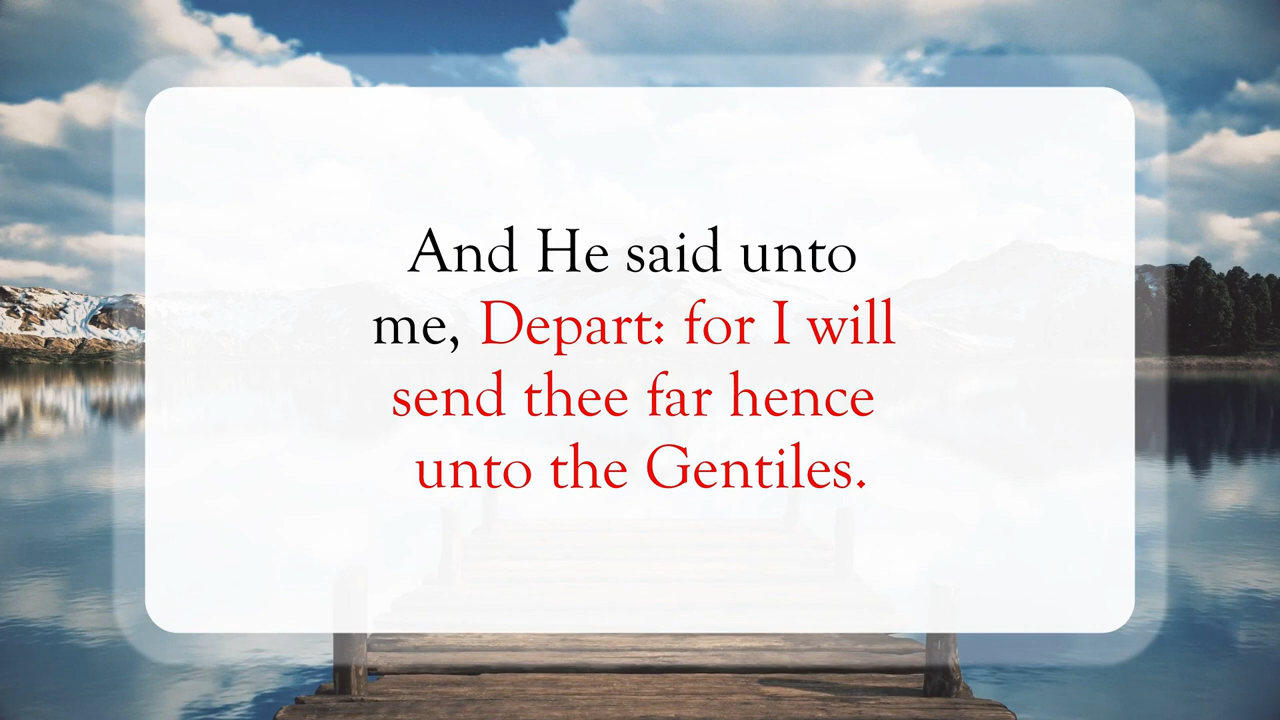 And He said unto
me, Depart: for I will
send thee far hence
unto the Gentiles.